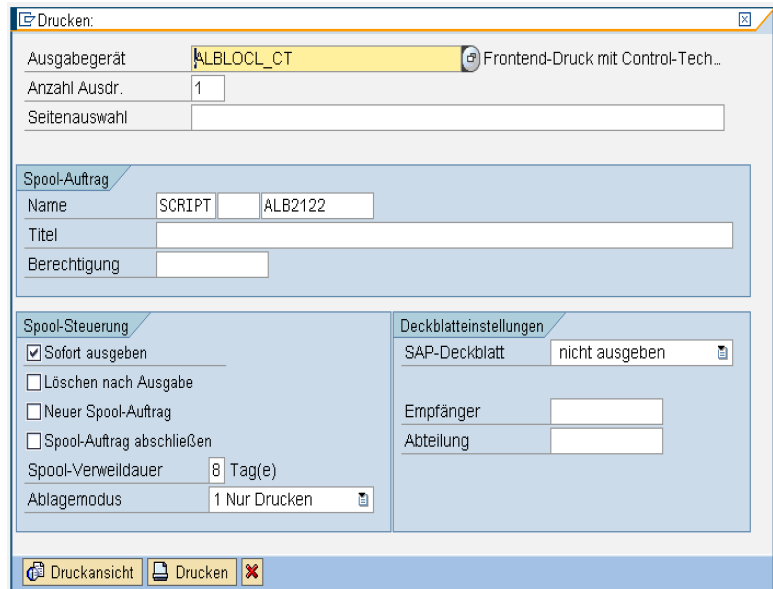 Drucken:
Ausgabegerät ALBLOCL_CT Frontend-Druck mit Control-Tech...
Anzahl Ausdr. 1
Seitenauswahl
Spool-Auftrag
Name SCRIPT ALB2122
Titel
Berechtigung
Spool-Steuerung
Sofort ausgeben
Löschen nach Ausgabe
Neuer Spool-Auftrag
Spool-Auftrag abschließen
Spool-Verweildauer 8 Tag(e)
Ablagemodus 1 Nur Drucken
Deckblatteinstellungen
SAP-Deckblatt nicht ausgeben
Empfänger
Abteilung
Druckansicht Drucken